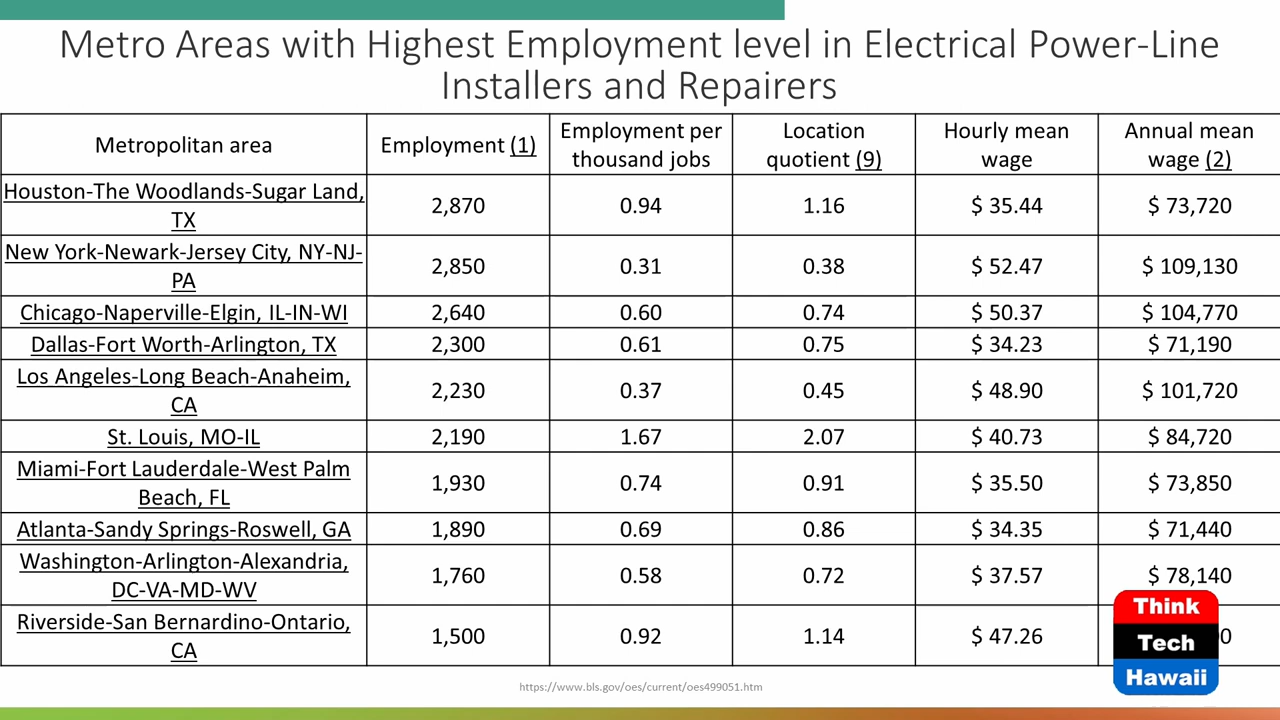 Metro Areas with Highest Employment level in Electrical Power-Line
Installers and Repairers
Metropolitan area
Employment (1)
Employment per
thousand jobs
Location
quotient (9)
Hourly mean
wage
Annual mean
wage (2)
Houston-The Woodlands-Sugar Land,
TX
2,870
0.94
1.16
$ 35.44
$ 73,720
New York-Newark-Jersey City, NY-NJ-
PA
2,850
0.31
0.38
$ 52.47
$ 109,130
Chicago-Naperville-Elgin, IL-IN-WI
2,640
0.60
0.74
$ 50.37
$ 104,770
Dallas-Fort Worth-Arlington, TX
2,300
0.61
0.75
$ 34.23
$ 71,190
Los Angeles-Long Beach-Anaheim,
CA
2,230
0.37
0.45
$ 48.90
$ 101,720
St. Louis, MO-IL
2,190
1.67
2.07
$ 40.73
$ 84,720
Miami-Fort Lauderdale-West Palm
Beach, FL
1,930
0.74
0.91
$ 35.50
$ 73,850
Atlanta-Sandy Springs-Roswell, GA
1,890
0.69
0.86
$ 34.35
$ 71,440
Washington-Arlington-Alexandria,
DC-VA-MD-WV
1,760
0.58
0.72
$ 37.57
$ 78,140
Riverside-San Bernardino-Ontario,
CA
1,500
0.92
1.14
$ 47.26
Think
Tech
Hawaii
https://www.bls.gov/oes/current/oes499051.htm